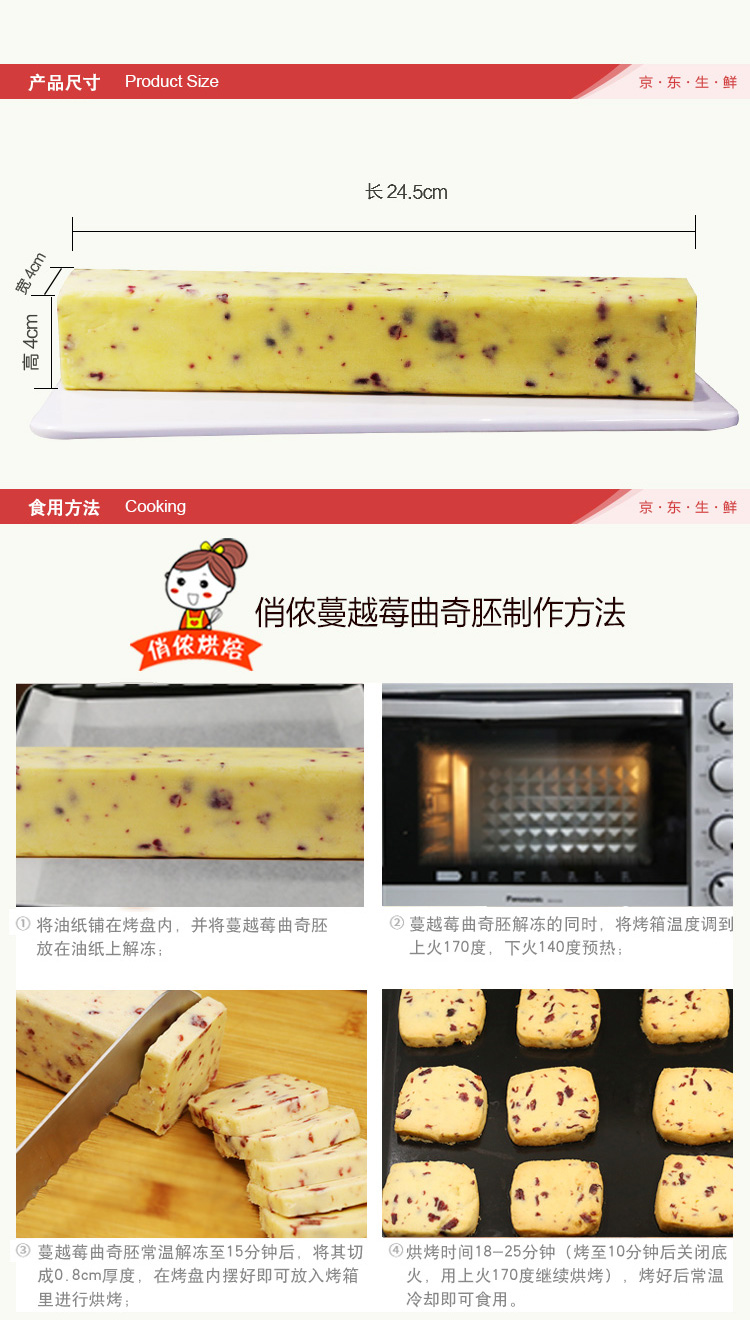 产品尺寸 Product Size 京·东·生·鲜
长 24.5cm
宽 4cm
高 4cm
食用方法 Cooking 京·东·生·鲜
俏侬烘焙
俏侬蔓越莓曲奇胚制作方法
Panasonic
① 将油纸铺在烤盘内，并将蔓越莓曲奇胚
放在油纸上解冻；
② 蔓越莓曲奇胚解冻的同时，将烤箱温度调到
上火170度，下火140度预热；
③ 蔓越莓曲奇胚常温解冻至15分钟后，将其切
成0.8cm厚度，在烤盘内摆好即可放入烤箱
里进行烘烤；
④ 烘烤时间18-25分钟（烤至10分钟后关闭底
火，用上火170度继续烘烤），烤好后常温
冷却即可食用。